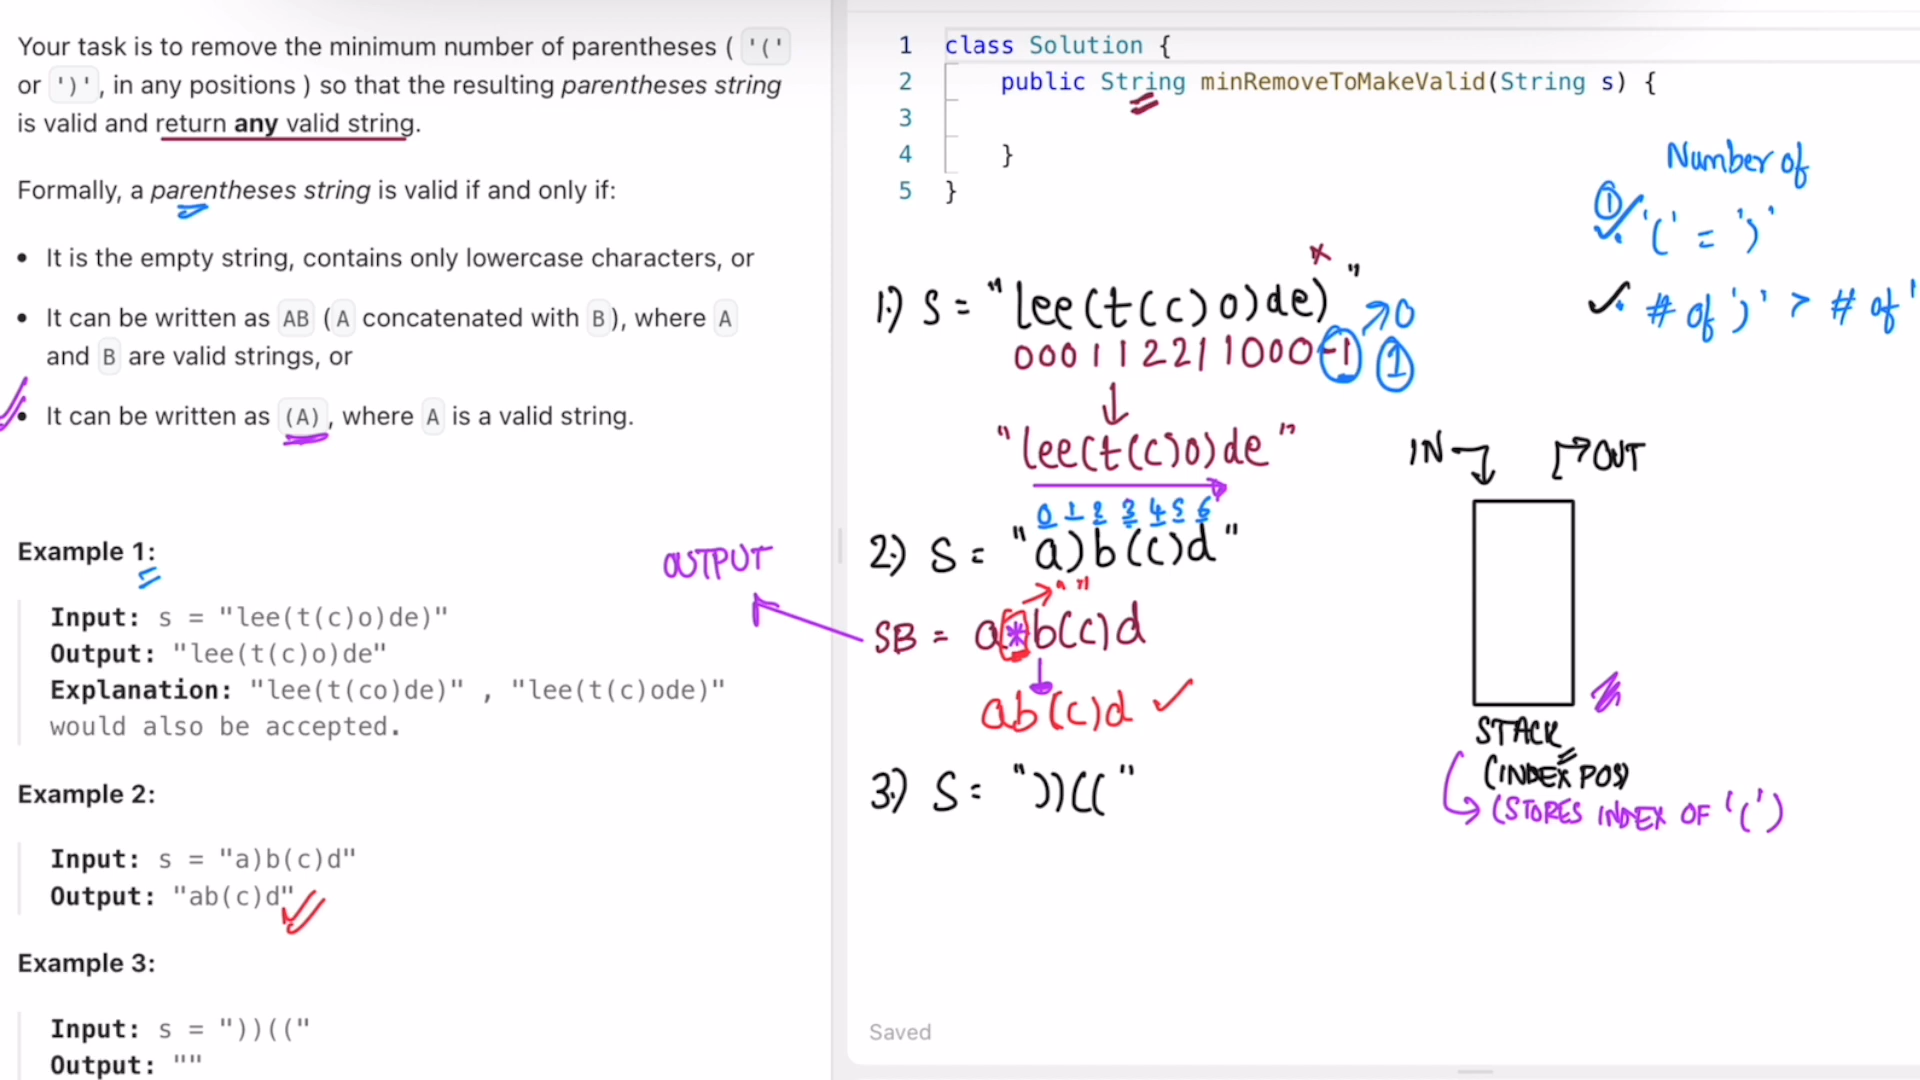 Your task is to remove the minimum number of parentheses ( '('
or ')', in any positions ) so that the resulting parentheses string
is valid and return any valid string.
Formally, a parentheses string is valid if and only if:
• It is the empty string, contains only lowercase characters, or
• It can be written as AB (A concatenated with B), where A
and B are valid strings, or
• It can be written as (A), where A is a valid string.
Example 1:
Input: s = "lee(t(c)o)de)"
Output: "lee(t(c)o)de"
Explanation: "lee(t(co)de)" , "lee(t(c)ode)"
would also be accepted.
Example 2:
Input: s = "a)b(c)d"
Output: "ab(c)d"
Example 3:
Input: s = "))(("
Output: ""
OUTPUT
1 class Solution {
2 public String minRemoveToMakeValid(String s) {
3
4 }
5 }
Number of
① '(' = ')'
# of ')' > # of '
1.) S = "lee(t(c)o)de)"
0001122111000-1
0
1
"lee(t(c)o)de"
0 1 2 3 4 5 6
2.) S = "a)b(c)d"
" "
SB = a*b(c)d
ab(c)d
3.) S = "))(("
IN
OUT
STACK
(INDEX POS)
(STORES INDEX OF '(')
Saved